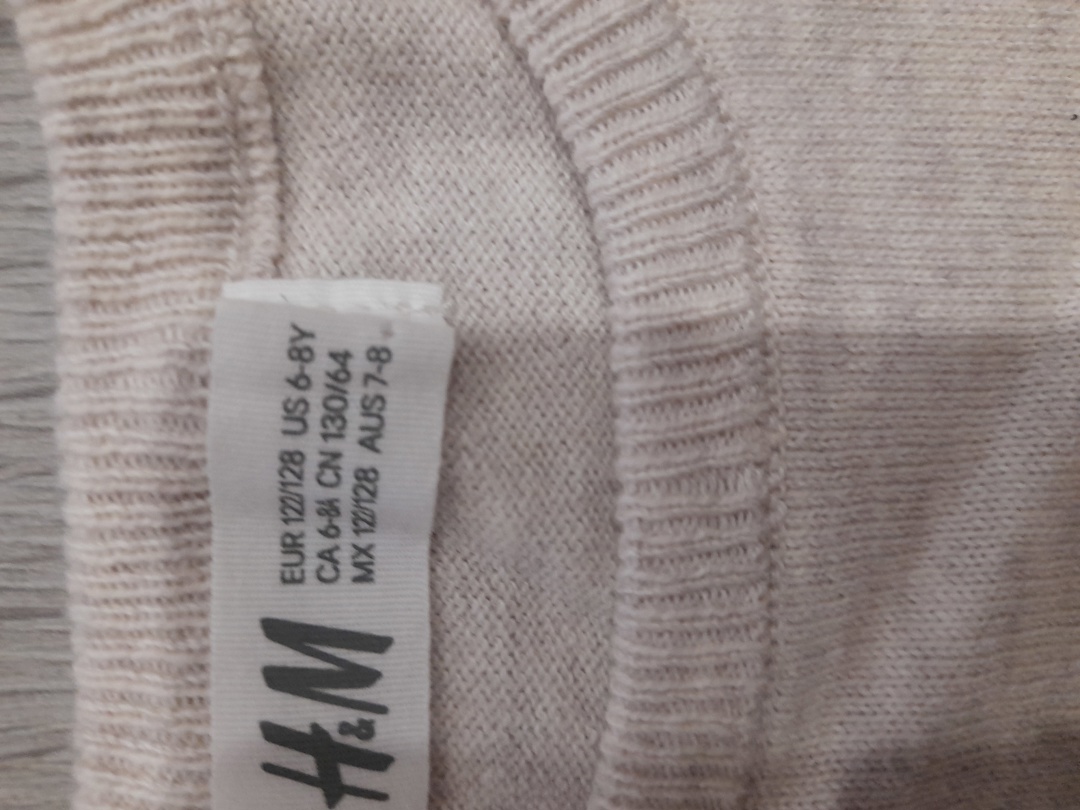 H&M
EUR 122/128 US 6-8Y
CA 6-8A CN 130/64
MX 122/128 AUS 7-8